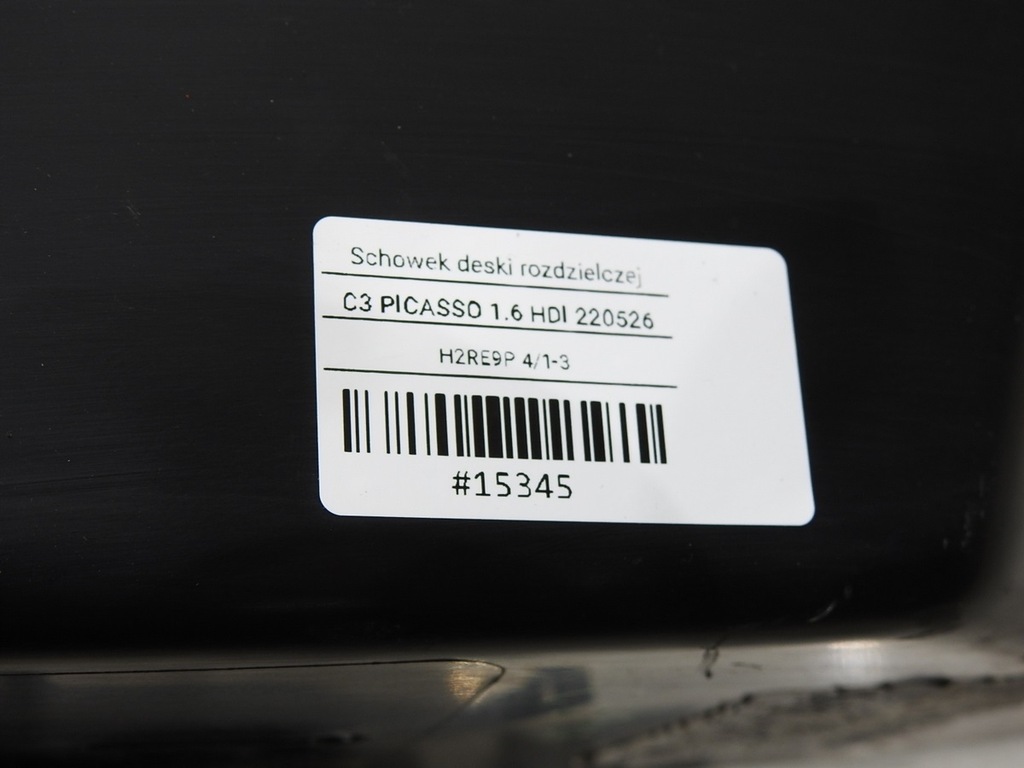 Schowek deski rozdzielczej
C3 PICASSO 1.6 HDI 220526
H2RE9P 4/1-3
#15345